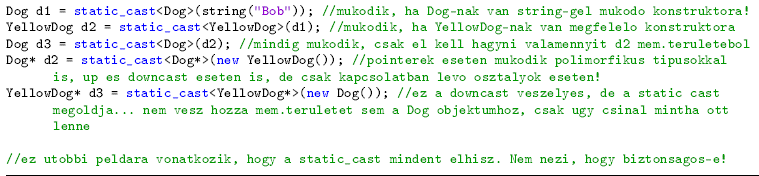 Dog d1 = static_cast<Dog>(string("Bob")); //mukodik, ha Dog-nak van string-gel mukodo konstruktora!
YellowDog d2 = static_cast<YellowDog>(d1); //mukodik, ha YellowDog-nak van megfelelo konstruktora
Dog d3 = static_cast<Dog>(d2); //mindig mukodik, csak el kell hagyni valamennyit d2 mem.teruletebol
Dog* d2 = static_cast<Dog*>(new YellowDog()); //pointerek eseten mukodik polimorfikus tipusokkal
is, up es downcast eseten is, de csak kapcsolatban levo osztalyok eseten!
YellowDog* d3 = static_cast<YellowDog*>(new Dog()); //ez a downcast veszelyes, de a static cast
megoldja... nem vesz hozza mem.teruletet sem a Dog objektumhoz, csak ugy csinal mintha ott
lenne
//ez utobbi peldara vonatkozik, hogy a static_cast mindent elhisz. Nem nezi, hogy biztonsagos-e!